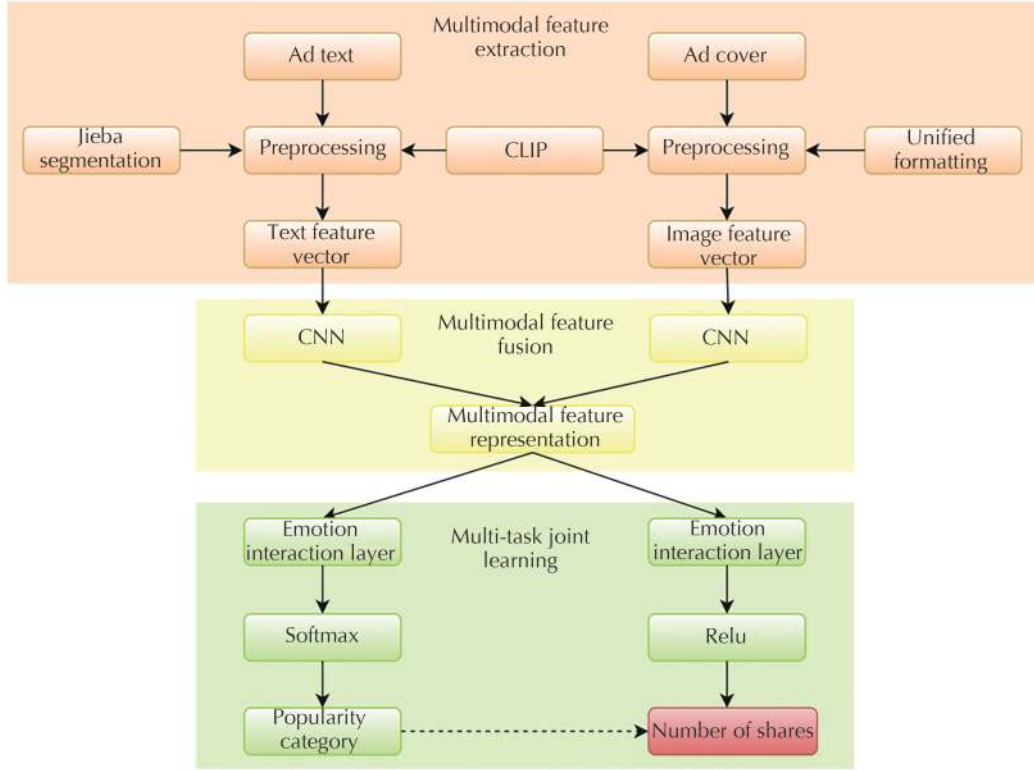 Multimodal feature
extraction
Ad text
Ad cover
Jieba
segmentation
Preprocessing
CLIP
Preprocessing
Unified
formatting
Text feature
vector
Image feature
vector
CNN
Multimodal feature
fusion
CNN
Multimodal feature
representation
Emotion
interaction layer
Multi-task joint
learning
Emotion
interaction layer
Softmax
Relu
Popularity
category
Number of shares